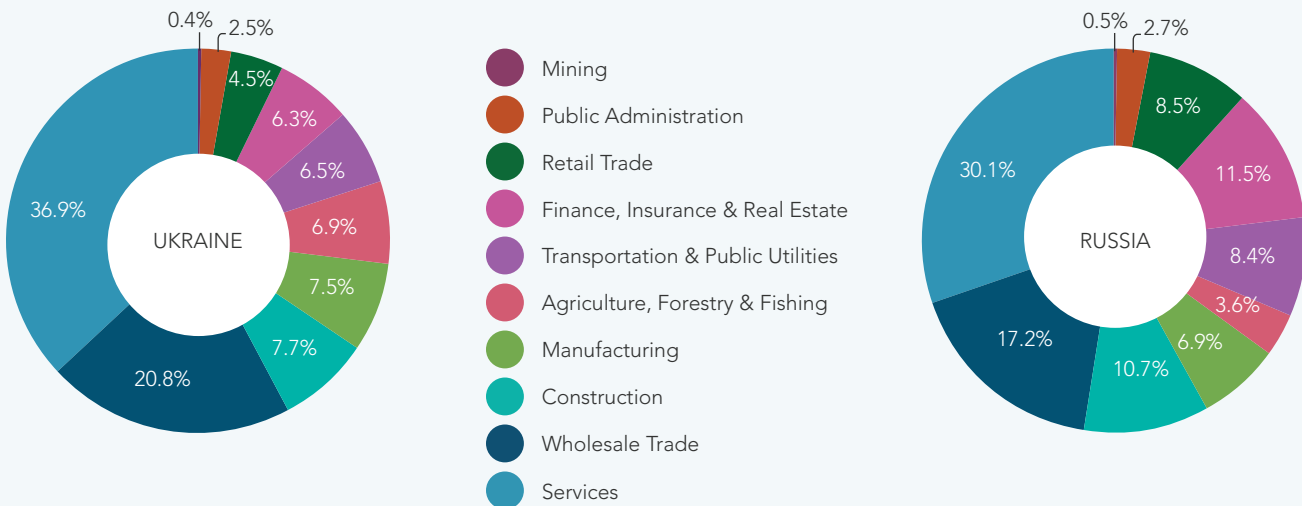 0.4%
2.5%
4.5%
6.3%
6.5%
6.9%
7.5%
7.7%
20.8%
36.9%
UKRAINE
Mining
Public Administration
Retail Trade
Finance, Insurance & Real Estate
Transportation & Public Utilities
Agriculture, Forestry & Fishing
Manufacturing
Construction
Wholesale Trade
Services
0.5%
2.7%
8.5%
11.5%
8.4%
3.6%
6.9%
10.7%
17.2%
30.1%
RUSSIA